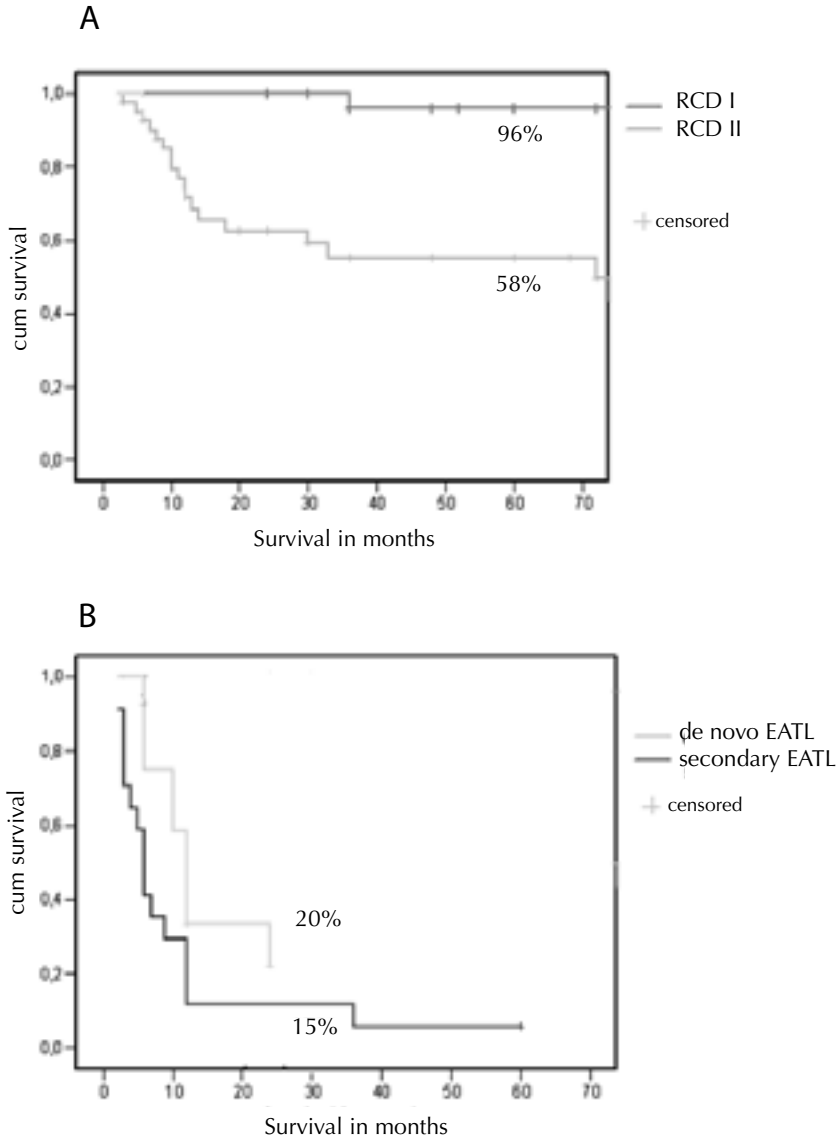 A
1,0
0,8
0,6
0,4
0,2
0,0
cum survival
96%
58%
0 10 20 30 40 50 60 70
Survival in months
RCD I
RCD II
censored
B
1,0
0,8
0,6
0,4
0,2
0,0
cum survival
20%
15%
0 10 20 30 40 50 60 70
Survival in months
de novo EATL
secondary EATL
censored